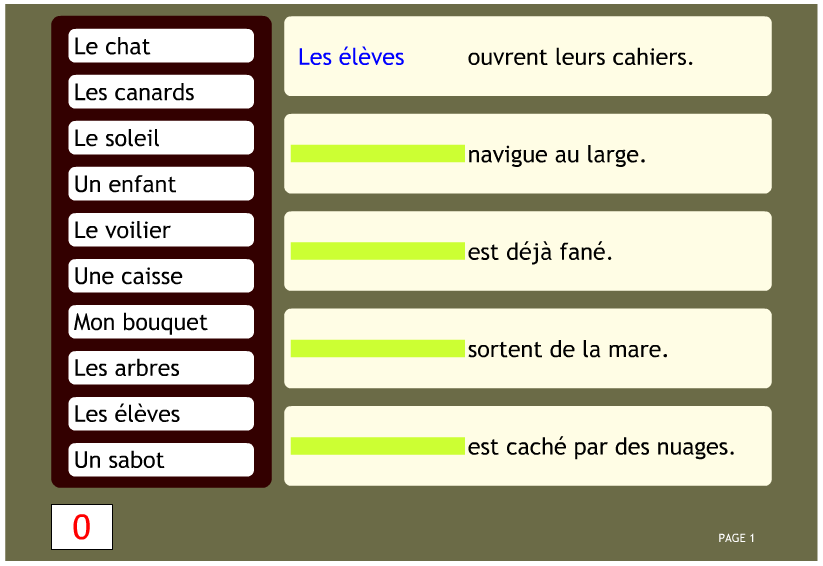 Le chat
Les canards
Le soleil
Un enfant
Le voilier
Une caisse
Mon bouquet
Les arbres
Les élèves
Un sabot
Les élèves ouvrent leurs cahiers.
navigue au large.
est déjà fané.
sortent de la mare.
est caché par des nuages.
0
PAGE 1